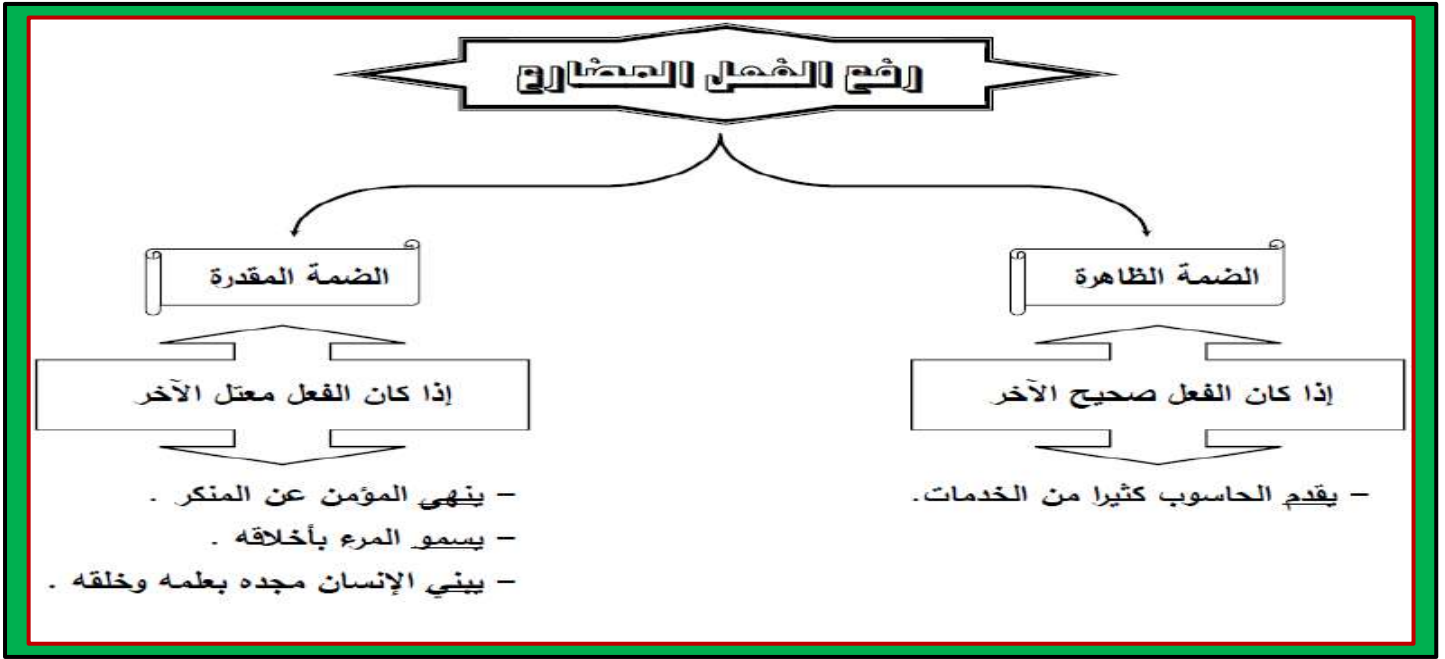 رفع الفعل المضارع
الضمة الظاهرة
إذا كان الفعل صحيح الآخر
– يقدم الحاسوب كثيرا من الخدمات.
الضمة المقدرة
إذا كان الفعل معتل الآخر
– ينهى المؤمن عن المنكر .
– يسمو المرء بأخلاقه .
– يبني الإنسان مجده بعلمه وخلقه .